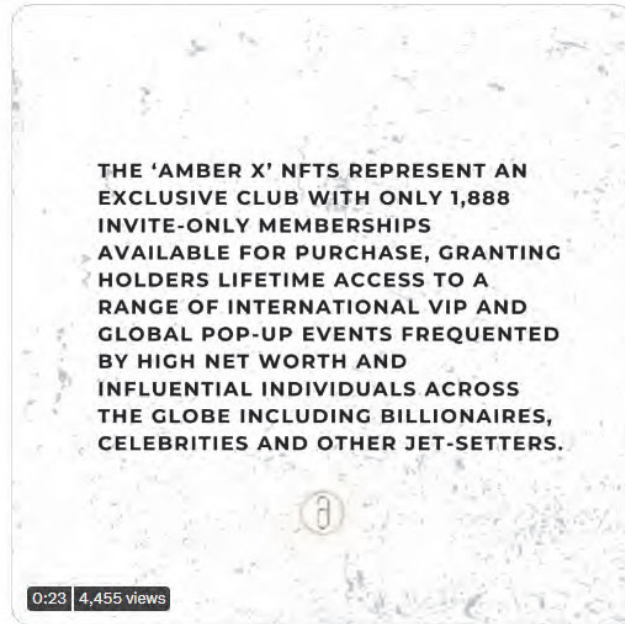 THE ‘AMBER X’ NFTS REPRESENT AN
EXCLUSIVE CLUB WITH ONLY 1,888
INVITE-ONLY MEMBERSHIPS
AVAILABLE FOR PURCHASE, GRANTING
HOLDERS LIFETIME ACCESS TO A
RANGE OF INTERNATIONAL VIP AND
GLOBAL POP-UP EVENTS FREQUENTED
BY HIGH NET WORTH AND
INFLUENTIAL INDIVIDUALS ACROSS
THE GLOBE INCLUDING BILLIONAIRES,
CELEBRITIES AND OTHER JET-SETTERS.
0:23 4,455 views